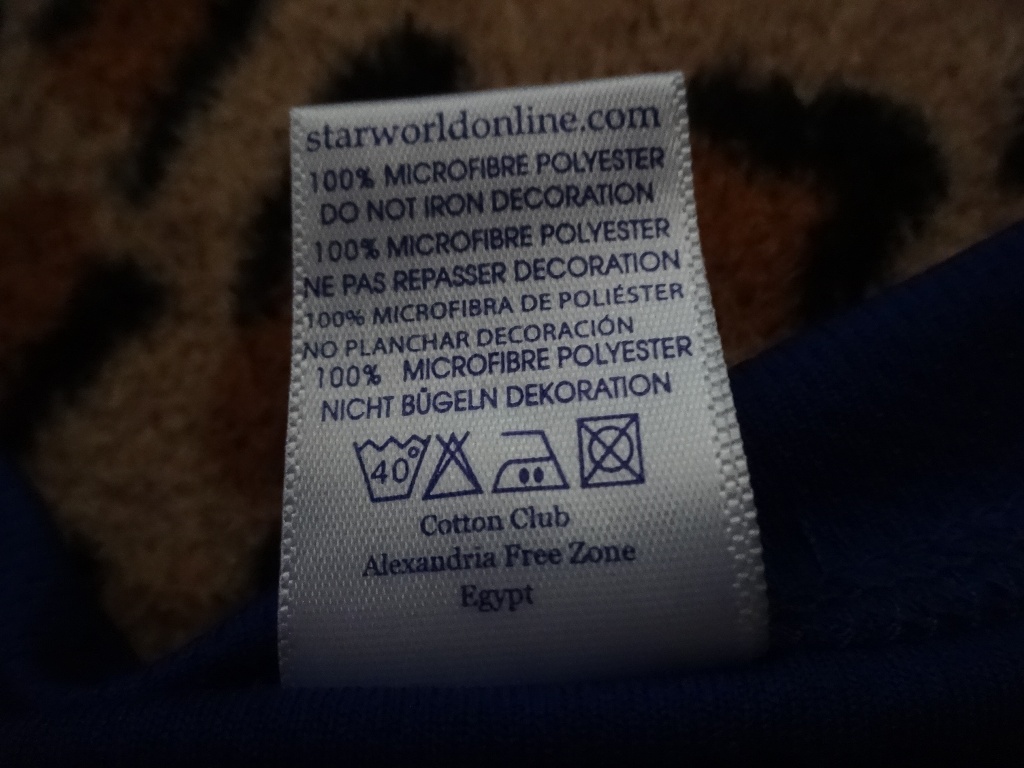 starworldonline.com
100% MICROFIBRE POLYESTER
DO NOT IRON DECORATION
100% MICROFIBRE POLYESTER
NE PAS REPASSER DECORATION
100% MICROFIBRA DE POLIÉSTER
NO PLANCHAR DECORACIÓN
100% MICROFIBRE POLYESTER
NICHT BÜGELN DEKORATION
40°
Cotton Club
Alexandria Free Zone
Egypt